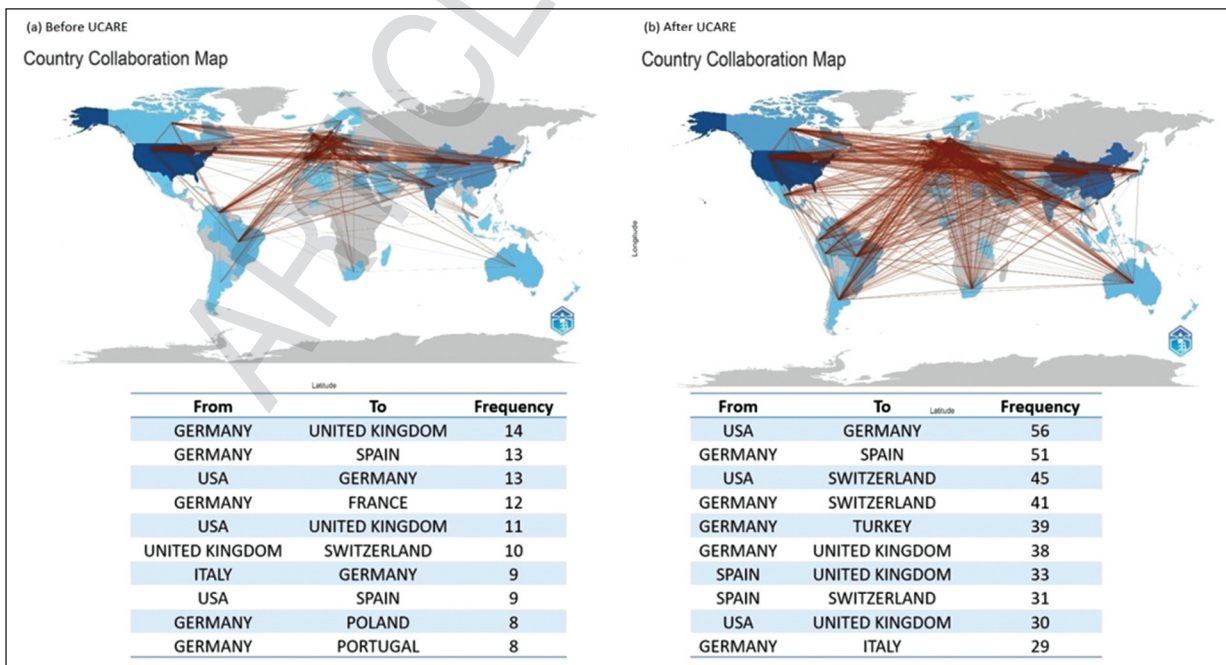 (a) Before UCARE
Country Collaboration Map
Latitude
From To Frequency
GERMANY UNITED KINGDOM 14
GERMANY SPAIN 13
USA GERMANY 13
GERMANY FRANCE 12
USA UNITED KINGDOM 11
UNITED KINGDOM SWITZERLAND 10
ITALY GERMANY 9
USA SPAIN 9
GERMANY POLAND 8
GERMANY PORTUGAL 8
(b) After UCARE
Country Collaboration Map
Longitude
Latitude
From To Frequency
USA GERMANY 56
GERMANY SPAIN 51
USA SWITZERLAND 45
GERMANY SWITZERLAND 41
GERMANY TURKEY 39
GERMANY UNITED KINGDOM 38
SPAIN UNITED KINGDOM 33
SPAIN SWITZERLAND 31
USA UNITED KINGDOM 30
GERMANY ITALY 29